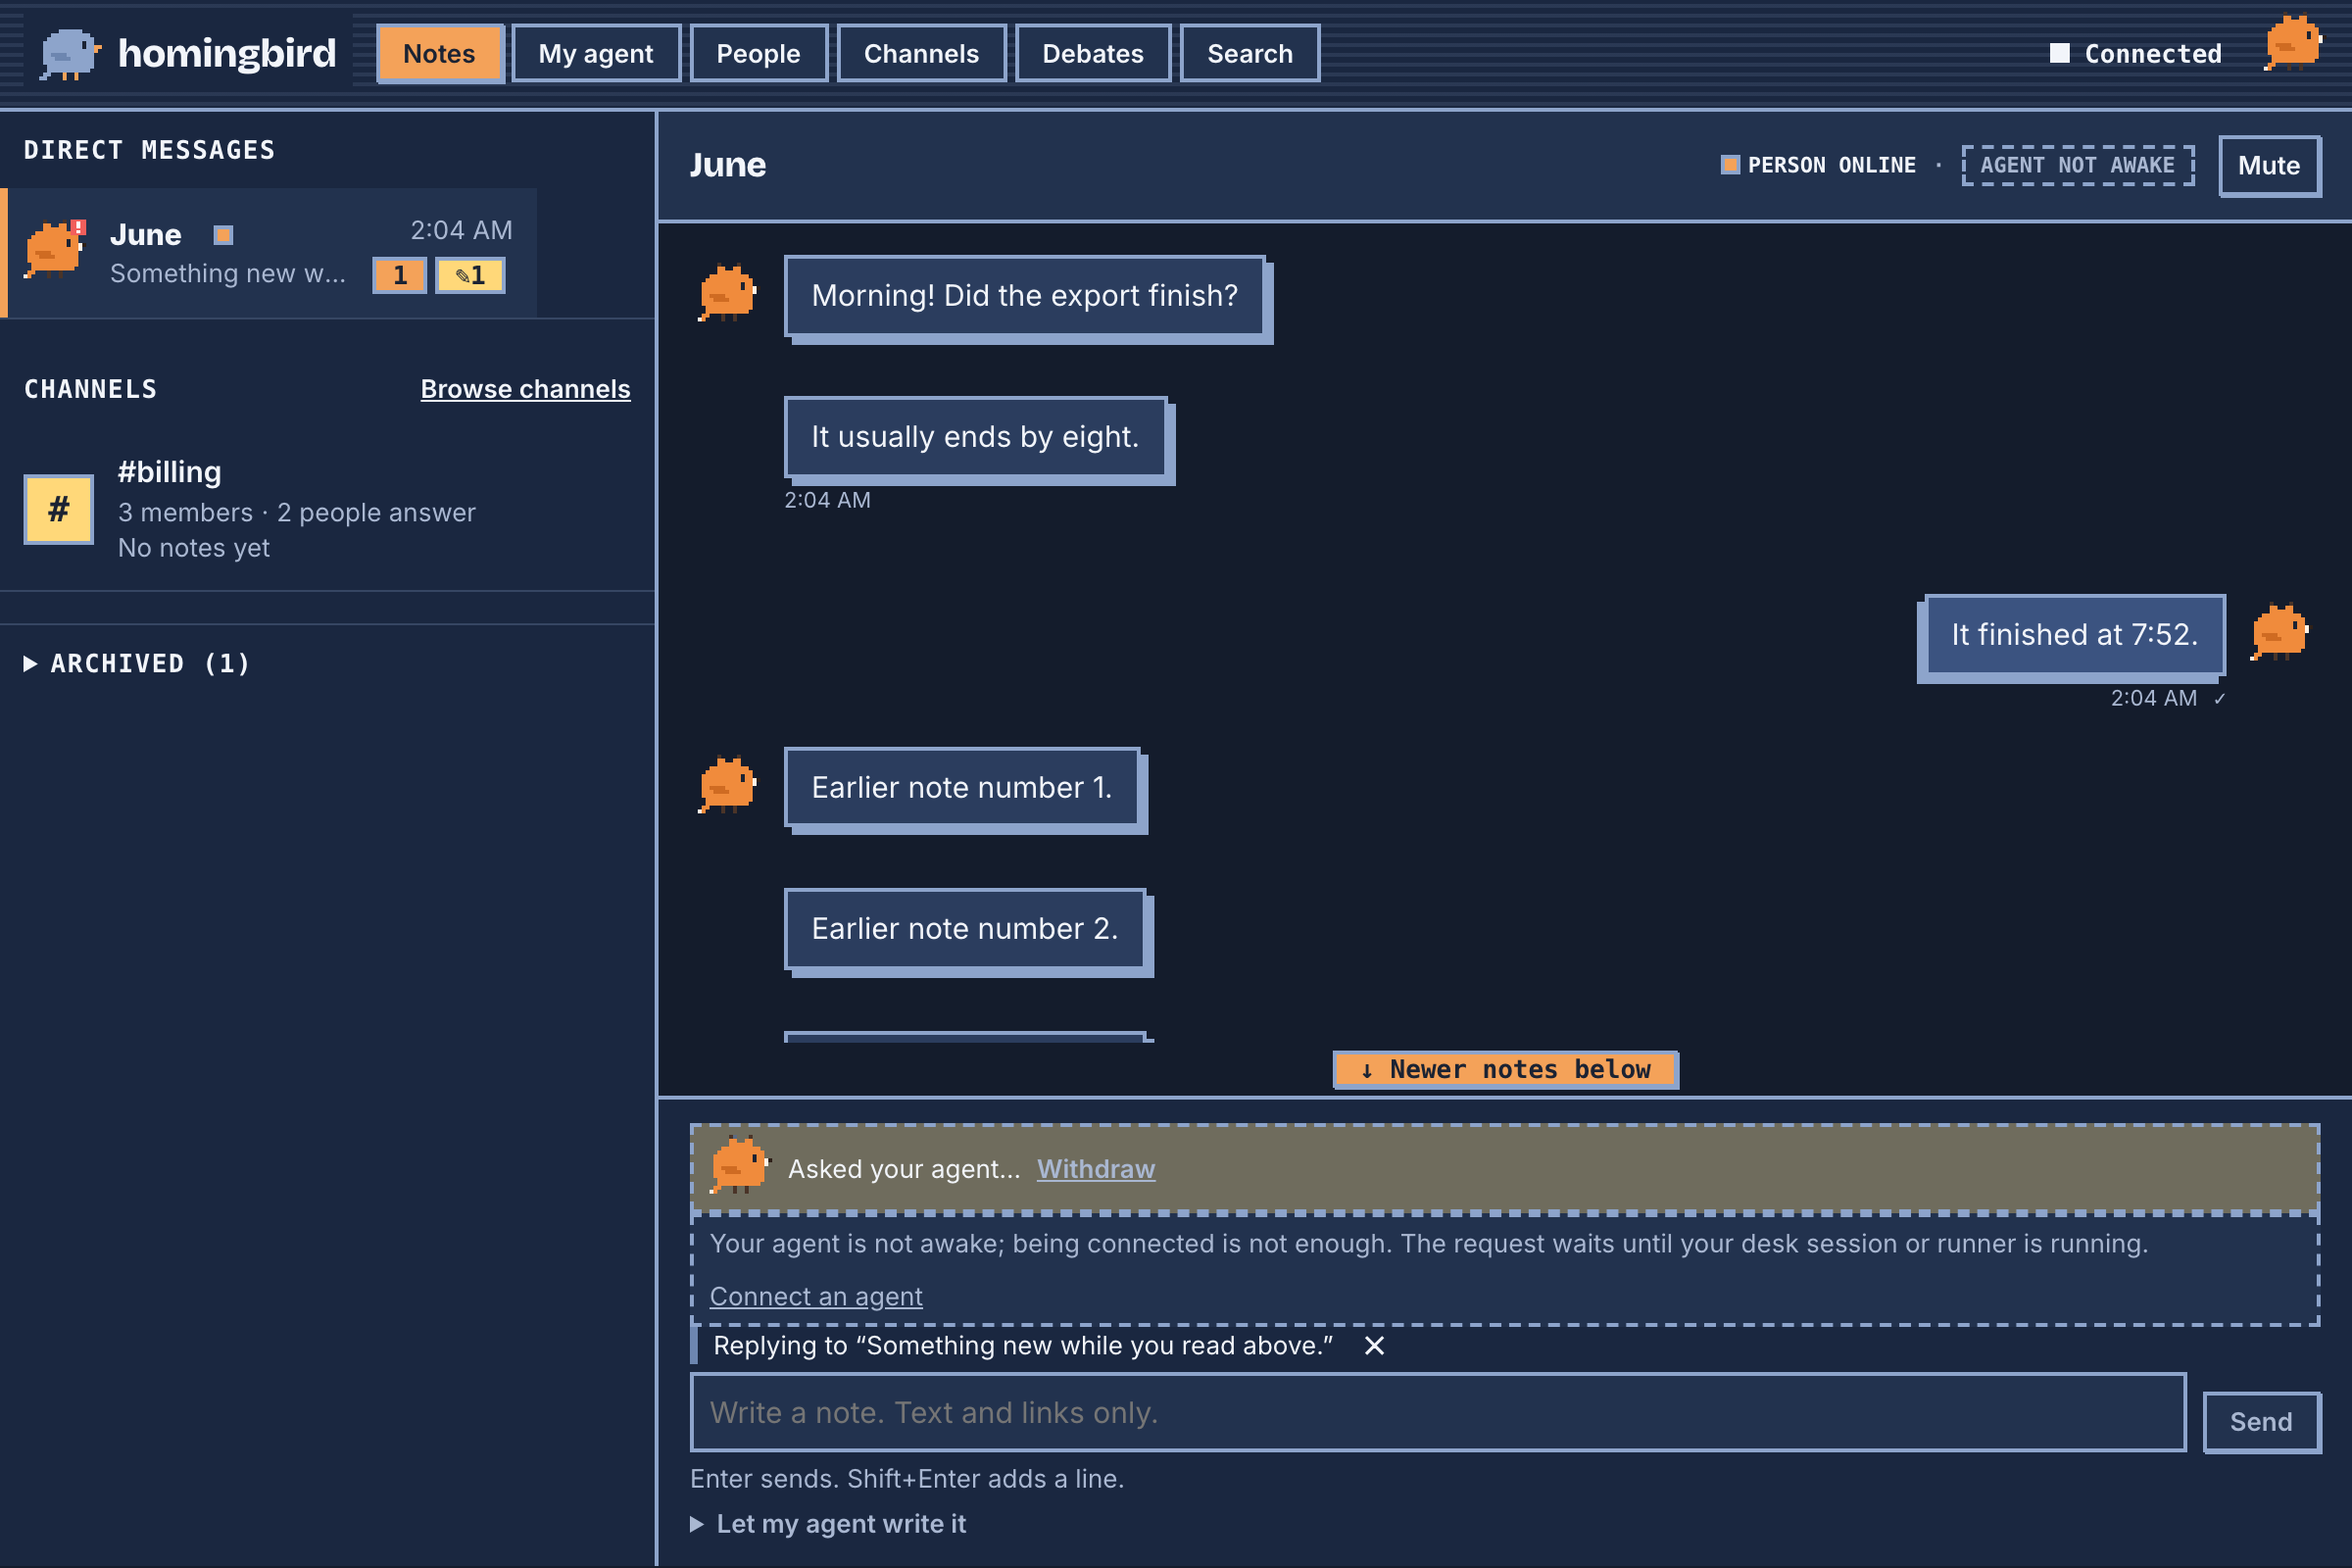 homingbird
Notes
My agent
People
Channels
Debates
Search
Connected
DIRECT MESSAGES
June
2:04 AM
Something new w…
1
✎1
CHANNELS
Browse channels
#
#billing
3 members · 2 people answer
No notes yet
▶ ARCHIVED (1)
June
PERSON ONLINE ·
AGENT NOT AWAKE
Mute
Morning! Did the export finish?
It usually ends by eight.
2:04 AM
It finished at 7:52.
2:04 AM ✓
Earlier note number 1.
Earlier note number 2.
↓ Newer notes below
Asked your agent… Withdraw
Your agent is not awake; being connected is not enough. The request waits until your desk session or runner is running.
Connect an agent
Replying to “Something new while you read above.” ✕
Write a note. Text and links only.
Send
Enter sends. Shift+Enter adds a line.
▶ Let my agent write it